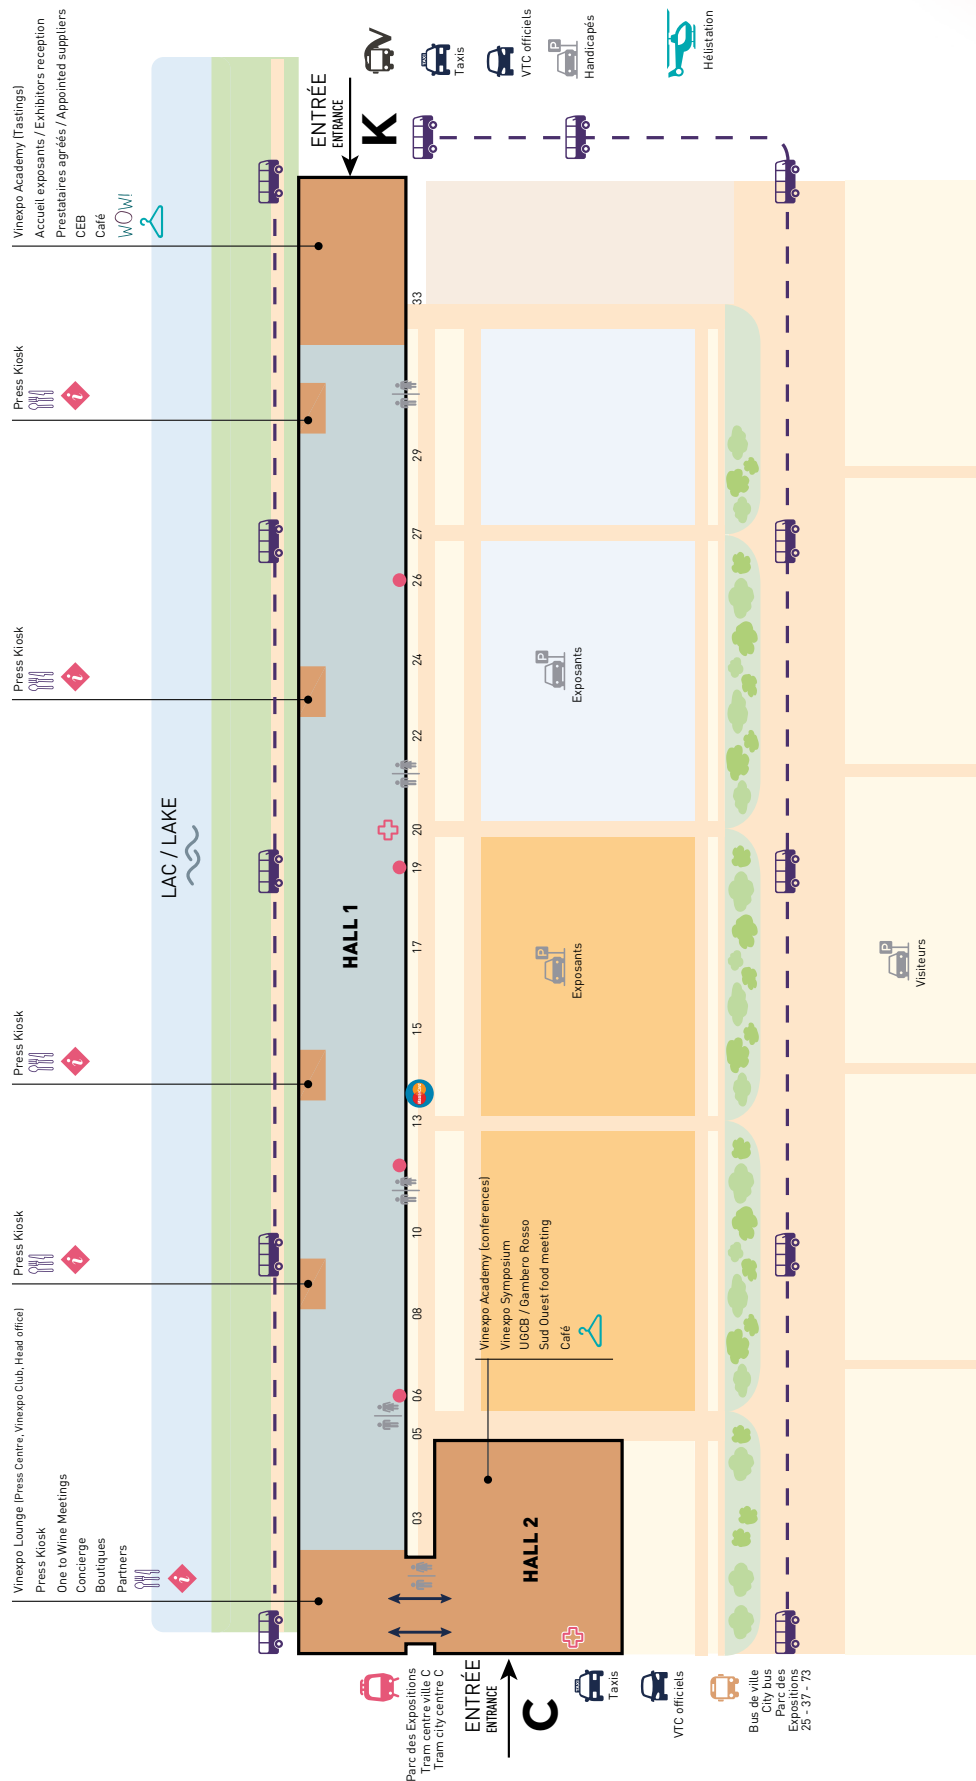 Vinexpo Lounge (Press Centre, Vinexpo Club, Head office)
Press Kiosk
One to Wine Meetings
Concierge
Boutiques
Partners
i
Press Kiosk
i
Press Kiosk
i
Press Kiosk
i
Press Kiosk
i
Vinexpo Academy (Tastings)
Accueil exposants / Exhibitors reception
Prestataires agréés / Appointed suppliers
CEB
Café
WOW!
LAC / LAKE
HALL 1
ENTRÉE
ENTRANCE
K
Taxis
VTC officiels
P
Handicapés
Hélistation
03
05
06
08
10
13
15
17
19
20
22
24
26
27
29
33
Parc des Expositions
Tram centre ville C
Tram city centre C
ENTRÉE
ENTRANCE
C
Taxis
VTC officiels
Bus de ville
City bus
Parc des
Expositions
25 - 37 - 73
HALL 2
Vinexpo Academy (conferences)
Vinexpo Symposium
UGCB / Gambero Rosso
Sud Ouest food meeting
Café
P
Exposants
P
Exposants
P
Visiteurs